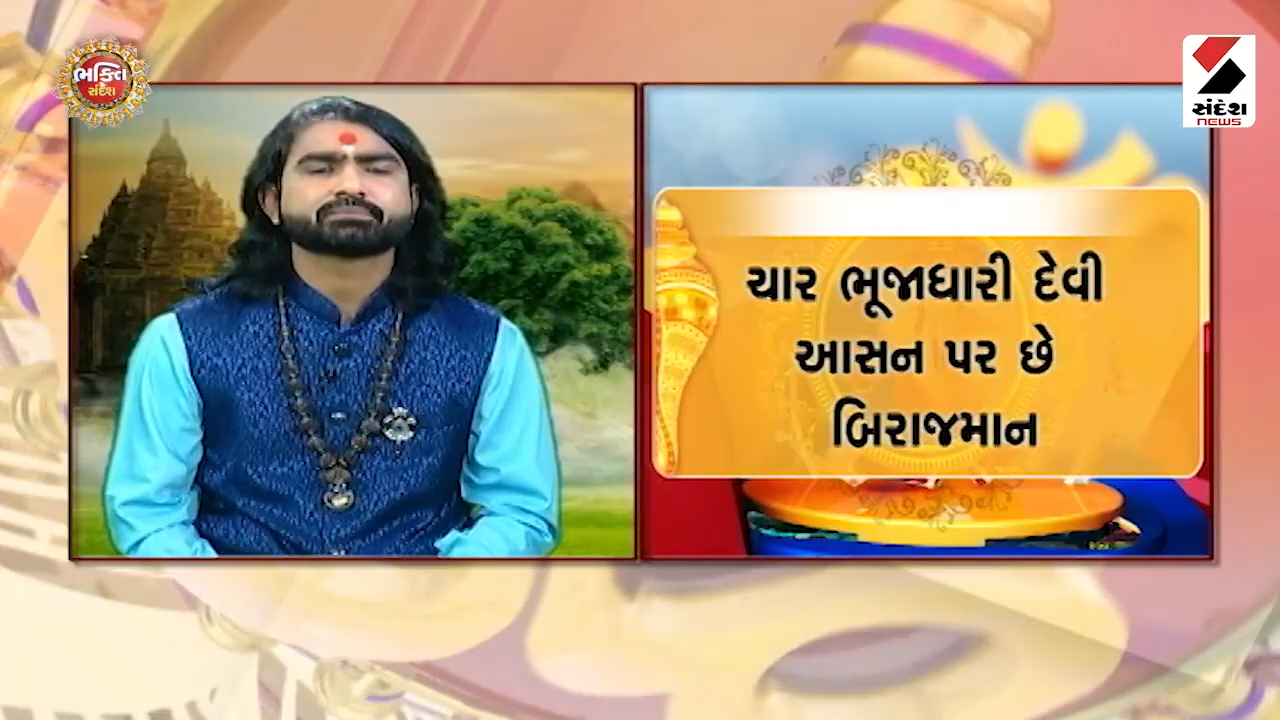 ભક્તિ
સંદેશ
સંદેશ
NEWS
ચાર ભૂજાધારી દેવી
આસન પર છે
બિરાજમાન